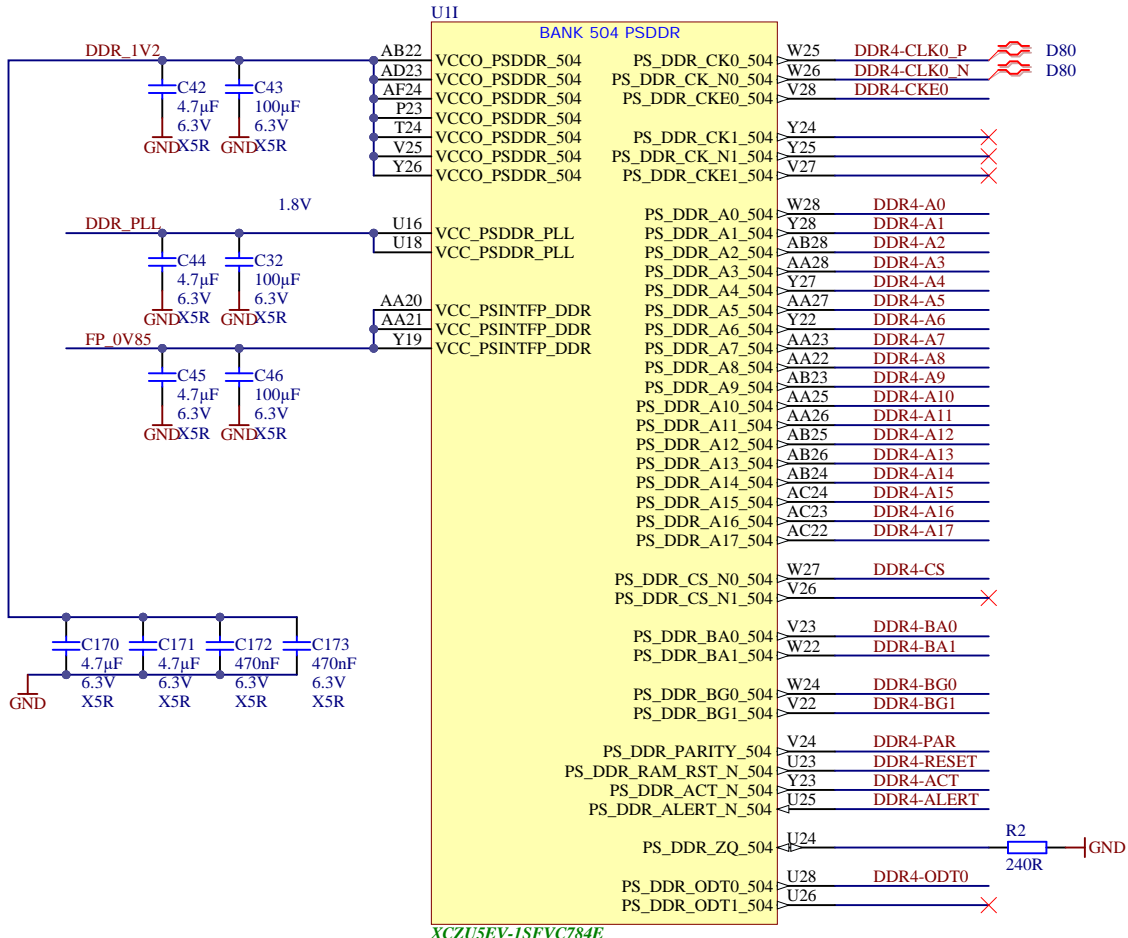 U1I
BANK 504 PSDDR
DDR_1V2
AB22 VCCO_PSDDR_504
AD23 VCCO_PSDDR_504
AF24 VCCO_PSDDR_504
P23 VCCO_PSDDR_504
T24 VCCO_PSDDR_504
V25 VCCO_PSDDR_504
Y26 VCCO_PSDDR_504
C42
4.7µF
6.3V
X5R
GND
C43
100µF
6.3V
X5R
GND
1.8V
DDR_PLL
U16 VCC_PSDDR_PLL
U18 VCC_PSDDR_PLL
C44
4.7µF
6.3V
X5R
GND
C32
100µF
6.3V
X5R
GND
AA20 VCC_PSINTFP_DDR
AA21 VCC_PSINTFP_DDR
Y19 VCC_PSINTFP_DDR
FP_0V85
C45
4.7µF
6.3V
X5R
GND
C46
100µF
6.3V
X5R
GND
C170
4.7µF
6.3V
X5R
C171
4.7µF
6.3V
X5R
C172
470nF
6.3V
X5R
C173
470nF
6.3V
X5R
GND
PS_DDR_CK0_504 W25 DDR4-CLK0_P D80
PS_DDR_CK_N0_504 W26 DDR4-CLK0_N D80
PS_DDR_CKE0_504 V28 DDR4-CKE0
PS_DDR_CK1_504 Y24
PS_DDR_CK_N1_504 Y25
PS_DDR_CKE1_504 V27
PS_DDR_A0_504 W28 DDR4-A0
PS_DDR_A1_504 Y28 DDR4-A1
PS_DDR_A2_504 AB28 DDR4-A2
PS_DDR_A3_504 AA28 DDR4-A3
PS_DDR_A4_504 Y27 DDR4-A4
PS_DDR_A5_504 AA27 DDR4-A5
PS_DDR_A6_504 Y22 DDR4-A6
PS_DDR_A7_504 AA23 DDR4-A7
PS_DDR_A8_504 AA22 DDR4-A8
PS_DDR_A9_504 AB23 DDR4-A9
PS_DDR_A10_504 AA25 DDR4-A10
PS_DDR_A11_504 AA26 DDR4-A11
PS_DDR_A12_504 AB25 DDR4-A12
PS_DDR_A13_504 AB26 DDR4-A13
PS_DDR_A14_504 AB24 DDR4-A14
PS_DDR_A15_504 AC24 DDR4-A15
PS_DDR_A16_504 AC23 DDR4-A16
PS_DDR_A17_504 AC22 DDR4-A17
PS_DDR_CS_N0_504 W27 DDR4-CS
PS_DDR_CS_N1_504 V26
PS_DDR_BA0_504 V23 DDR4-BA0
PS_DDR_BA1_504 W22 DDR4-BA1
PS_DDR_BG0_504 W24 DDR4-BG0
PS_DDR_BG1_504 V22 DDR4-BG1
PS_DDR_PARITY_504 V24 DDR4-PAR
PS_DDR_RAM_RST_N_504 U23 DDR4-RESET
PS_DDR_ACT_N_504 Y23 DDR4-ACT
PS_DDR_ALERT_N_504 U25 DDR4-ALERT
PS_DDR_ZQ_504 U24
R2
240R
GND
PS_DDR_ODT0_504 U28 DDR4-ODT0
PS_DDR_ODT1_504 U26
XCZU5EV-1SFVC784E